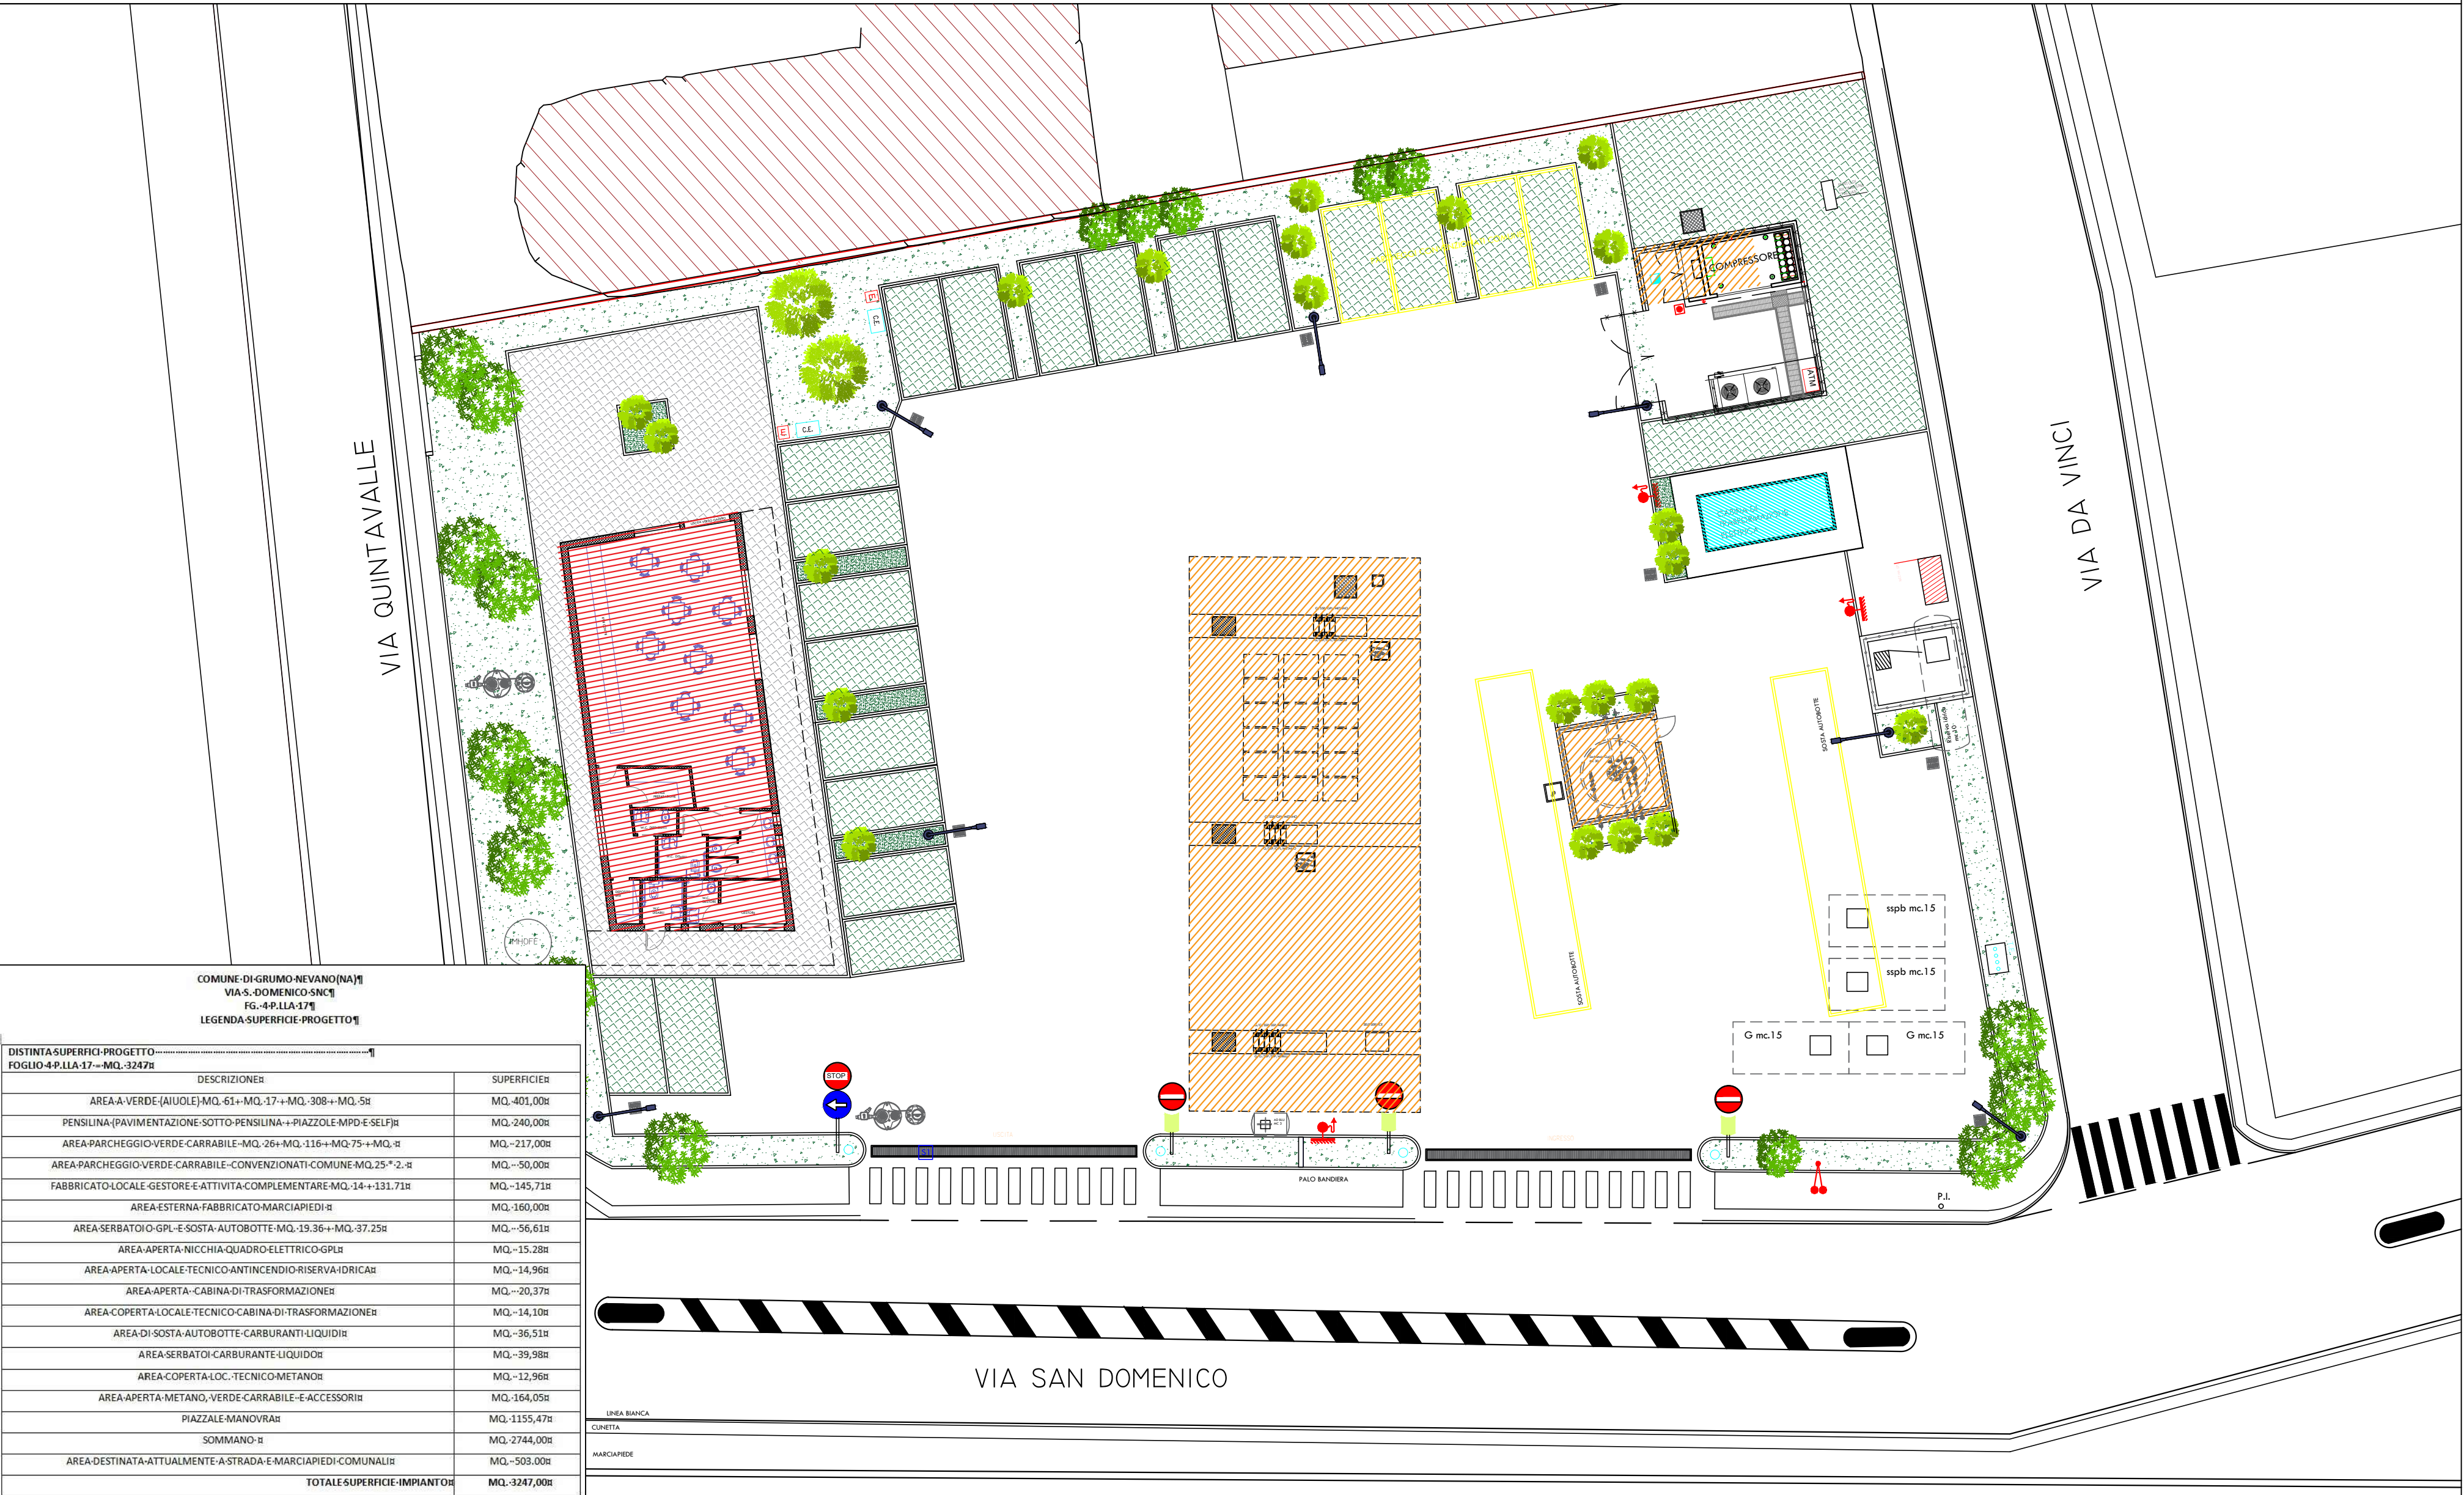 VIA QUINTAVALLE
E
C.E.
E
C.E.
COMPRESSORE
ATM
CABINA DI
TRASFORMAZIONE
VIA DA VINCI
SOSTA AUTOBOTTE
SOSTA AUTOBOTTE
sspb mc.15
sspb mc.15
G mc.15
G mc.15
IMHOFF
STOP
PALO BANDIERA
P.I.
VIA SAN DOMENICO
LINEA BIANCA
CUNETTA
MARCIAPIEDE
COMUNE·DI·GRUMO·NEVANO(NA)¶
VIA·S.·DOMENICO·SNC¶
FG.·4·P.LLA·17¶
LEGENDA·SUPERFICIE·PROGETTO¶
DISTINTA·SUPERFICI·PROGETTO¶
FOGLIO·4·P.LLA·17·=·MQ.·3247¤
DESCRIZIONE¤ SUPERFICIE¤
AREA·A·VERDE·(AIUOLE)·MQ.·61+·MQ.·17·+·MQ.·308+·MQ.·5¤ MQ.·401,00¤
PENSILINA·(PAVIMENTAZIONE·SOTTO·PENSILINA·+·PIAZZOLE·MPD·E·SELF)¤ MQ.·240,00¤
AREA·PARCHEGGIO·VERDE·CARRABILE·-MQ.·26+·MQ.·116+·MQ·75·+·MQ.·¤ MQ.··217,00¤
AREA·PARCHEGGIO·VERDE·CARRABILE·-CONVENZIONATI·COMUNE·MQ.25·*·2.·¤ MQ.···50,00¤
FABBRICATO·LOCALE·GESTORE·E·ATTIVITA·COMPLEMENTARE·MQ.·14·+·131.71¤ MQ.··145,71¤
AREA·ESTERNA·FABBRICATO·MARCIAPIEDI·¤ MQ.·160,00¤
AREA·SERBATOIO·GPL·-E·SOSTA·AUTOBOTTE·MQ.·19.36·+·MQ.·37.25¤ MQ.···56,61¤
AREA·APERTA·NICCHIA·QUADRO·ELETTRICO·GPL¤ MQ.··15.28¤
AREA·APERTA·LOCALE·TECNICO·ANTINCENDIO·RISERVA·IDRICA¤ MQ.··14,96¤
AREA·APERTA·-CABINA·DI·TRASFORMAZIONE¤ MQ.···20,37¤
AREA·COPERTA·LOCALE·TECNICO·CABINA·DI·TRASFORMAZIONE¤ MQ.··14,10¤
AREA·DI·SOSTA·AUTOBOTTE·CARBURANTI·LIQUIDI¤ MQ.··36,51¤
AREA·SERBATOI·CARBURANTE·LIQUIDO¤ MQ.··39,98¤
AREA·COPERTA·LOC.·TECNICO·METANO¤ MQ.··12,96¤
AREA·APERTA·METANO,·VERDE·CARRABILE·-E·ACCESSORI¤ MQ.·164,05¤
PIAZZALE·MANOVRA¤ MQ.·1155,47¤
SOMMANO·¤ MQ.·2744,00¤
AREA·DESTINATA·ATTUALMENTE·A·STRADA·E·MARCIAPIEDI·COMUNALI¤ MQ.··503.00¤
TOTALE·SUPERFICIE·IMPIANTO¤ MQ.·3247,00¤